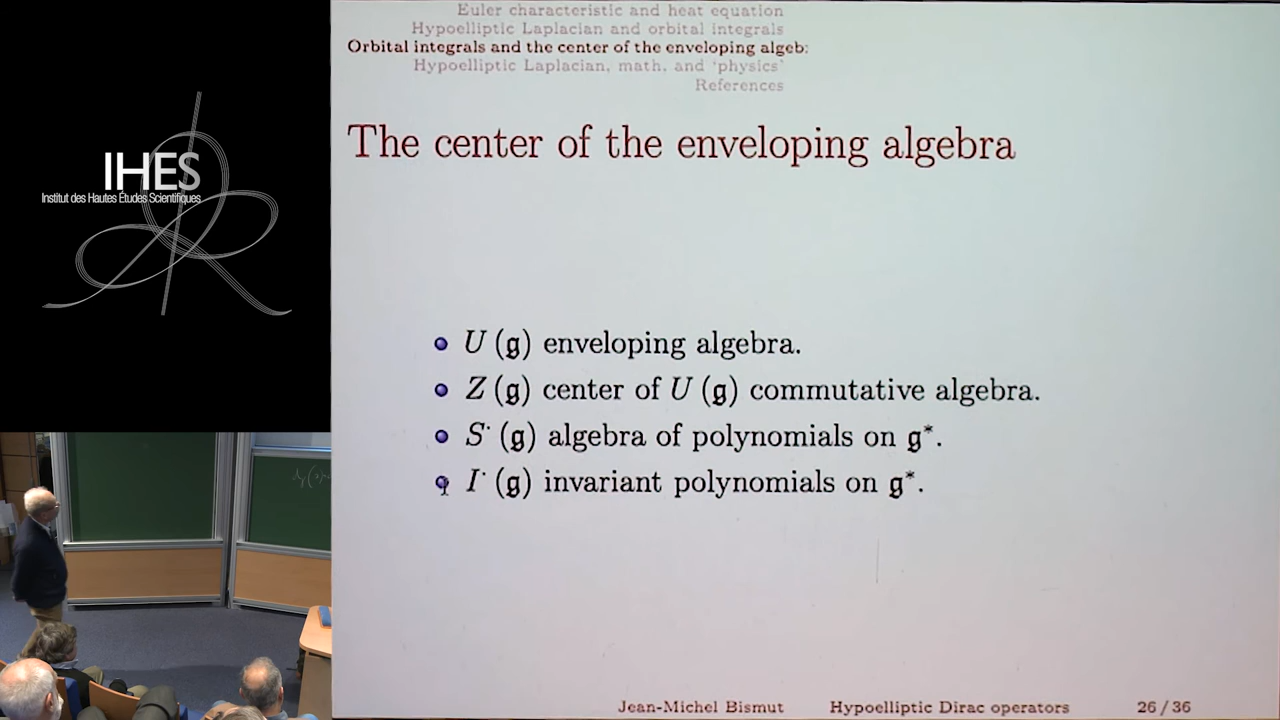 IHES
Institut des Hautes Études Scientifiques
Euler characteristic and heat equation
Hypoelliptic Laplacian and orbital integrals
Orbital integrals and the center of the enveloping algeb
Hypoelliptic Laplacian, math, and ‘physics’
References
The center of the enveloping algebra
U (𝔤) enveloping algebra.
Z (𝔤) center of U (𝔤) commutative algebra.
S· (𝔤) algebra of polynomials on 𝔤*.
I· (𝔤) invariant polynomials on 𝔤*.
Jean-Michel Bismut Hypoelliptic Dirac operators 26 / 36